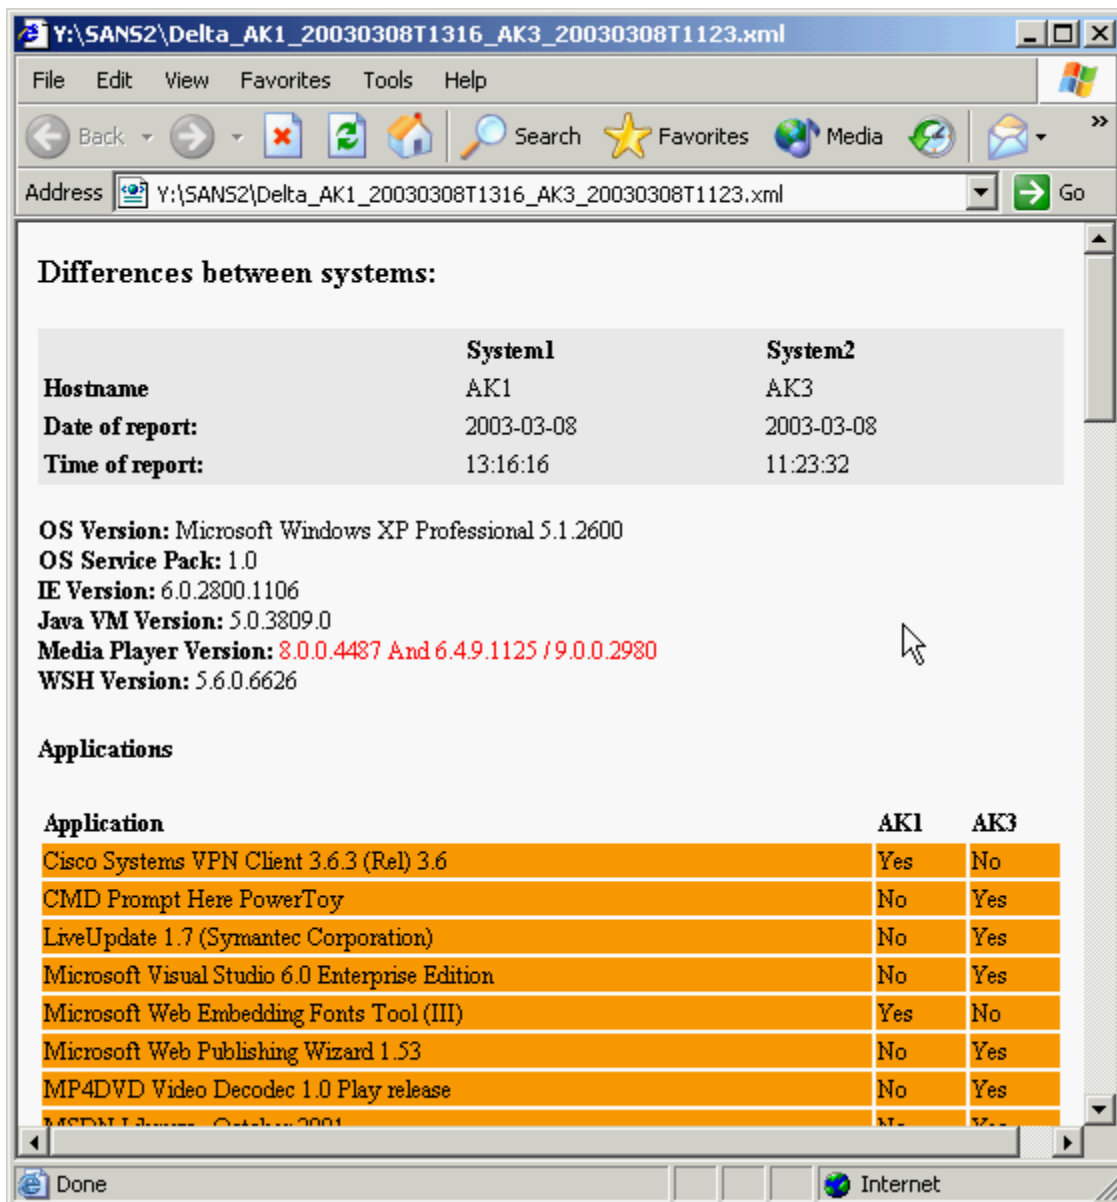 Y:\SANS2\Delta_AK1_20030308T1316_AK3_20030308T1123.xml
File Edit View Favorites Tools Help
Back Search Favorites Media »
Address Y:\SANS2\Delta_AK1_20030308T1316_AK3_20030308T1123.xml Go
Differences between systems:
System1 System2
Hostname AK1 AK3
Date of report: 2003-03-08 2003-03-08
Time of report: 13:16:16 11:23:32
OS Version: Microsoft Windows XP Professional 5.1.2600
OS Service Pack: 1.0
IE Version: 6.0.2800.1106
Java VM Version: 5.0.3809.0
Media Player Version: 8.0.0.4487 And 6.4.9.1125 / 9.0.0.2980
WSH Version: 5.6.0.6626
Applications
Application AK1 AK3
Cisco Systems VPN Client 3.6.3 (Rel) 3.6 Yes No
CMD Prompt Here PowerToy No Yes
LiveUpdate 1.7 (Symantec Corporation) No Yes
Microsoft Visual Studio 6.0 Enterprise Edition No Yes
Microsoft Web Embedding Fonts Tool (III) Yes No
Microsoft Web Publishing Wizard 1.53 No Yes
MP4DVD Video Decodec 1.0 Play release No Yes
MSDN Library - October 2001 No Yes
Done Internet